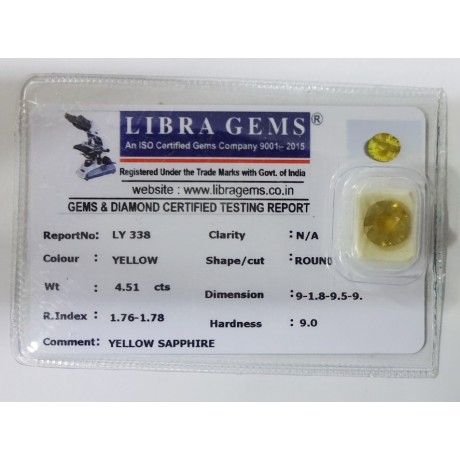 LIBRA GEMS®
An ISO Certified Gems Company 9001:- 2015
Registered Under the Trade Marks with Govt. of India
website : www.libragems.co.in
GEMS & DIAMOND CERTIFIED TESTING REPORT
ReportNo: LY 338 Clarity : N/A
Colour : YELLOW Shape/cut : ROUND
Wt : 4.51 cts Dimension : 9-1.8-9.5-9.
R.Index : 1.76-1.78 Hardness : 9.0
Comment: YELLOW SAPPHIRE